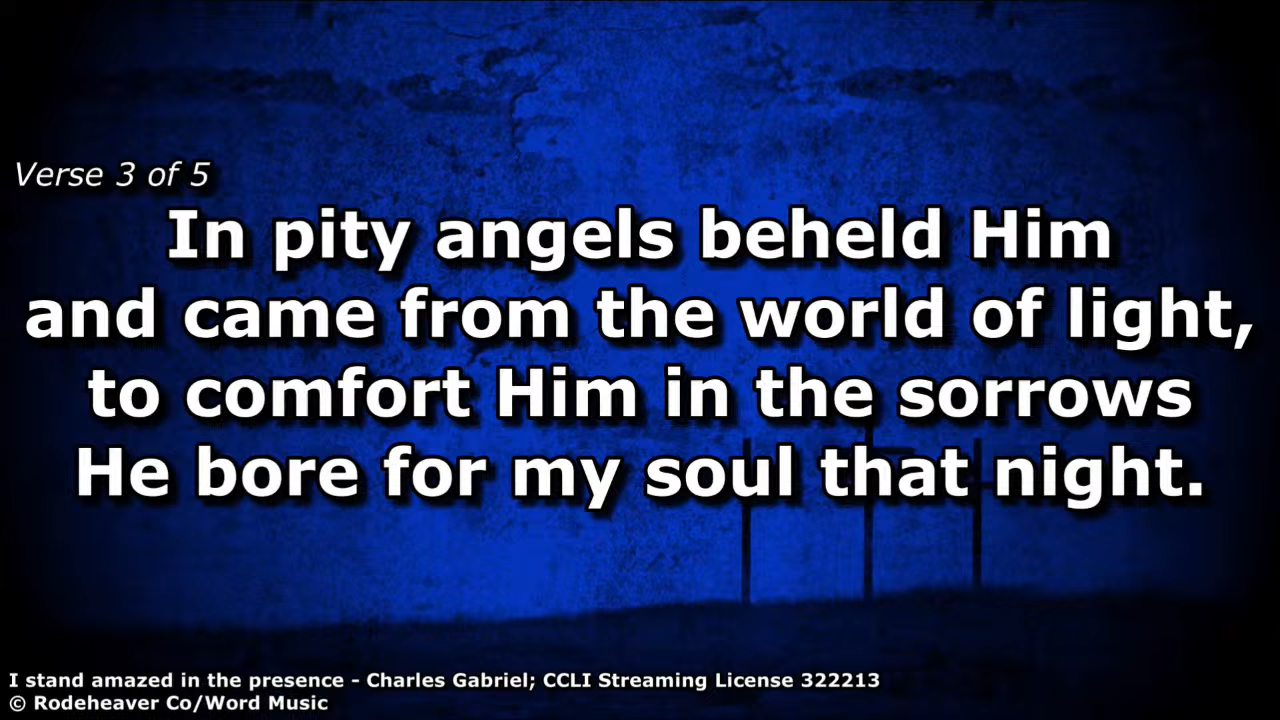 Verse 3 of 5
In pity angels beheld Him
and came from the world of light,
to comfort Him in the sorrows
He bore for my soul that night.
I stand amazed in the presence - Charles Gabriel; CCLI Streaming License 322213
© Rodeheaver Co/Word Music